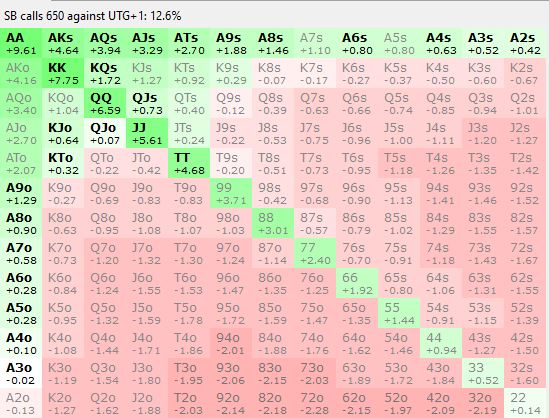 SB calls 650 against UTG+1: 12.6%
AA AKs AQs AJs ATs A9s A8s A7s A6s A5s A4s A3s A2s
+9.61 +4.64 +3.94 +3.29 +2.70 +1.88 +1.46 +1.10 +0.80 +0.80 +0.63 +0.52 +0.42
AKo KK KQs KJs KTs K9s K8s K7s K6s K5s K4s K3s K2s
+4.16 +7.75 +1.72 +1.27 +0.92 +0.29 -0.07 -0.17 -0.27 -0.37 -0.50 -0.60 -0.67
AQo KQo QQ QJs QTs Q9s Q8s Q7s Q6s Q5s Q4s Q3s Q2s
+3.40 +1.04 +6.59 +0.73 +0.40 -0.12 -0.39 -0.63 -0.66 -0.74 -0.85 -0.94 -1.01
AJo KJo QJo JJ JTs J9s J8s J7s J6s J5s J4s J3s J2s
+2.70 +0.64 +0.07 +5.61 +0.24 -0.22 -0.53 -0.75 -0.96 -1.00 -1.11 -1.20 -1.27
ATo KTo QTo JTo TT T9s T8s T7s T6s T5s T4s T3s T2s
+2.07 +0.32 -0.22 -0.42 +4.68 -0.20 -0.51 -0.73 -0.95 -1.18 -1.26 -1.35 -1.42
A9o K9o Q9o J9o T9o 99 98s 97s 96s 95s 94s 93s 92s
+1.29 -0.27 -0.69 -0.83 -0.83 +3.71 -0.42 -0.68 -0.90 -1.13 -1.41 -1.46 -1.52
A8o K8o Q8o J8o T8o 98o 88 87s 86s 85s 84s 83s 82s
+0.90 -0.63 -0.95 -1.08 -1.07 -1.03 +3.01 -0.57 -0.79 -1.02 -1.29 -1.55 -1.57
A7o K7o Q7o J7o T7o 97o 87o 77 76s 75s 74s 73s 72s
+0.58 -0.73 -1.20 -1.32 -1.30 -1.24 -1.14 +2.40 -0.70 -0.91 -1.18 -1.43 -1.67
A6o K6o Q6o J6o T6o 96o 86o 76o 66 65s 64s 63s 62s
+0.28 -0.84 -1.24 -1.55 -1.53 -1.47 -1.35 -1.25 +1.92 -0.80 -1.06 -1.31 -1.55
A5o K5o Q5o J5o T5o 95o 85o 75o 65o 55 54s 53s 52s
+0.28 -0.95 -1.32 -1.59 -1.78 -1.72 -1.59 -1.47 -1.35 +1.44 -0.91 -1.15 -1.39
A4o K4o Q4o J4o T4o 94o 84o 74o 64o 54o 44 43s 42s
+0.10 -1.08 -1.44 -1.71 -1.86 -2.01 -1.88 -1.76 -1.62 -1.46 +0.94 -1.27 -1.50
A3o K3o Q3o J3o T3o 93o 83o 73o 63o 53o 43o 33 32s
-0.02 -1.19 -1.54 -1.80 -1.95 -2.06 -2.15 -2.03 -1.89 -1.72 -1.84 +0.52 -1.60
A2o K2o Q2o J2o T2o 92o 82o 72o 62o 52o 42o 32o 22
-0.13 -1.27 -1.62 -1.88 -2.03 -2.14 -2.18 -2.28 -2.15 -1.97 -2.09 -2.19 +0.14